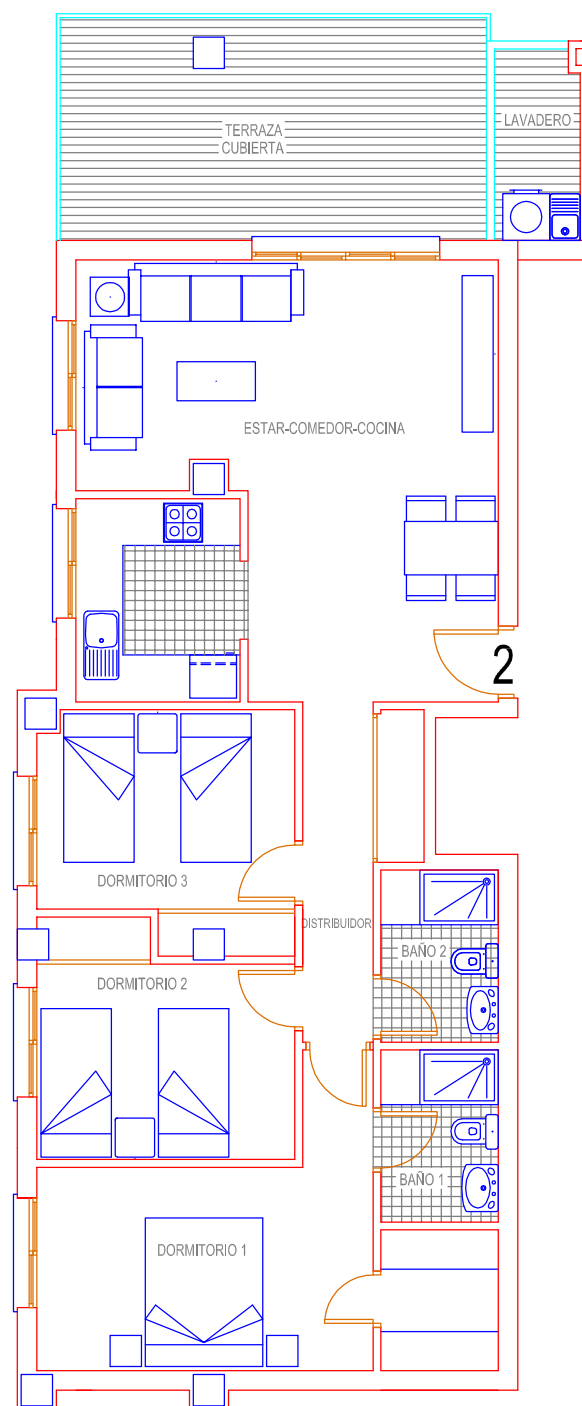 TERRAZA
CUBIERTA
LAVADERO
ESTAR-COMEDOR-COCINA
2
DORMITORIO 3
DISTRIBUIDOR
BAÑO 2
DORMITORIO 2
BAÑO 1
DORMITORIO 1